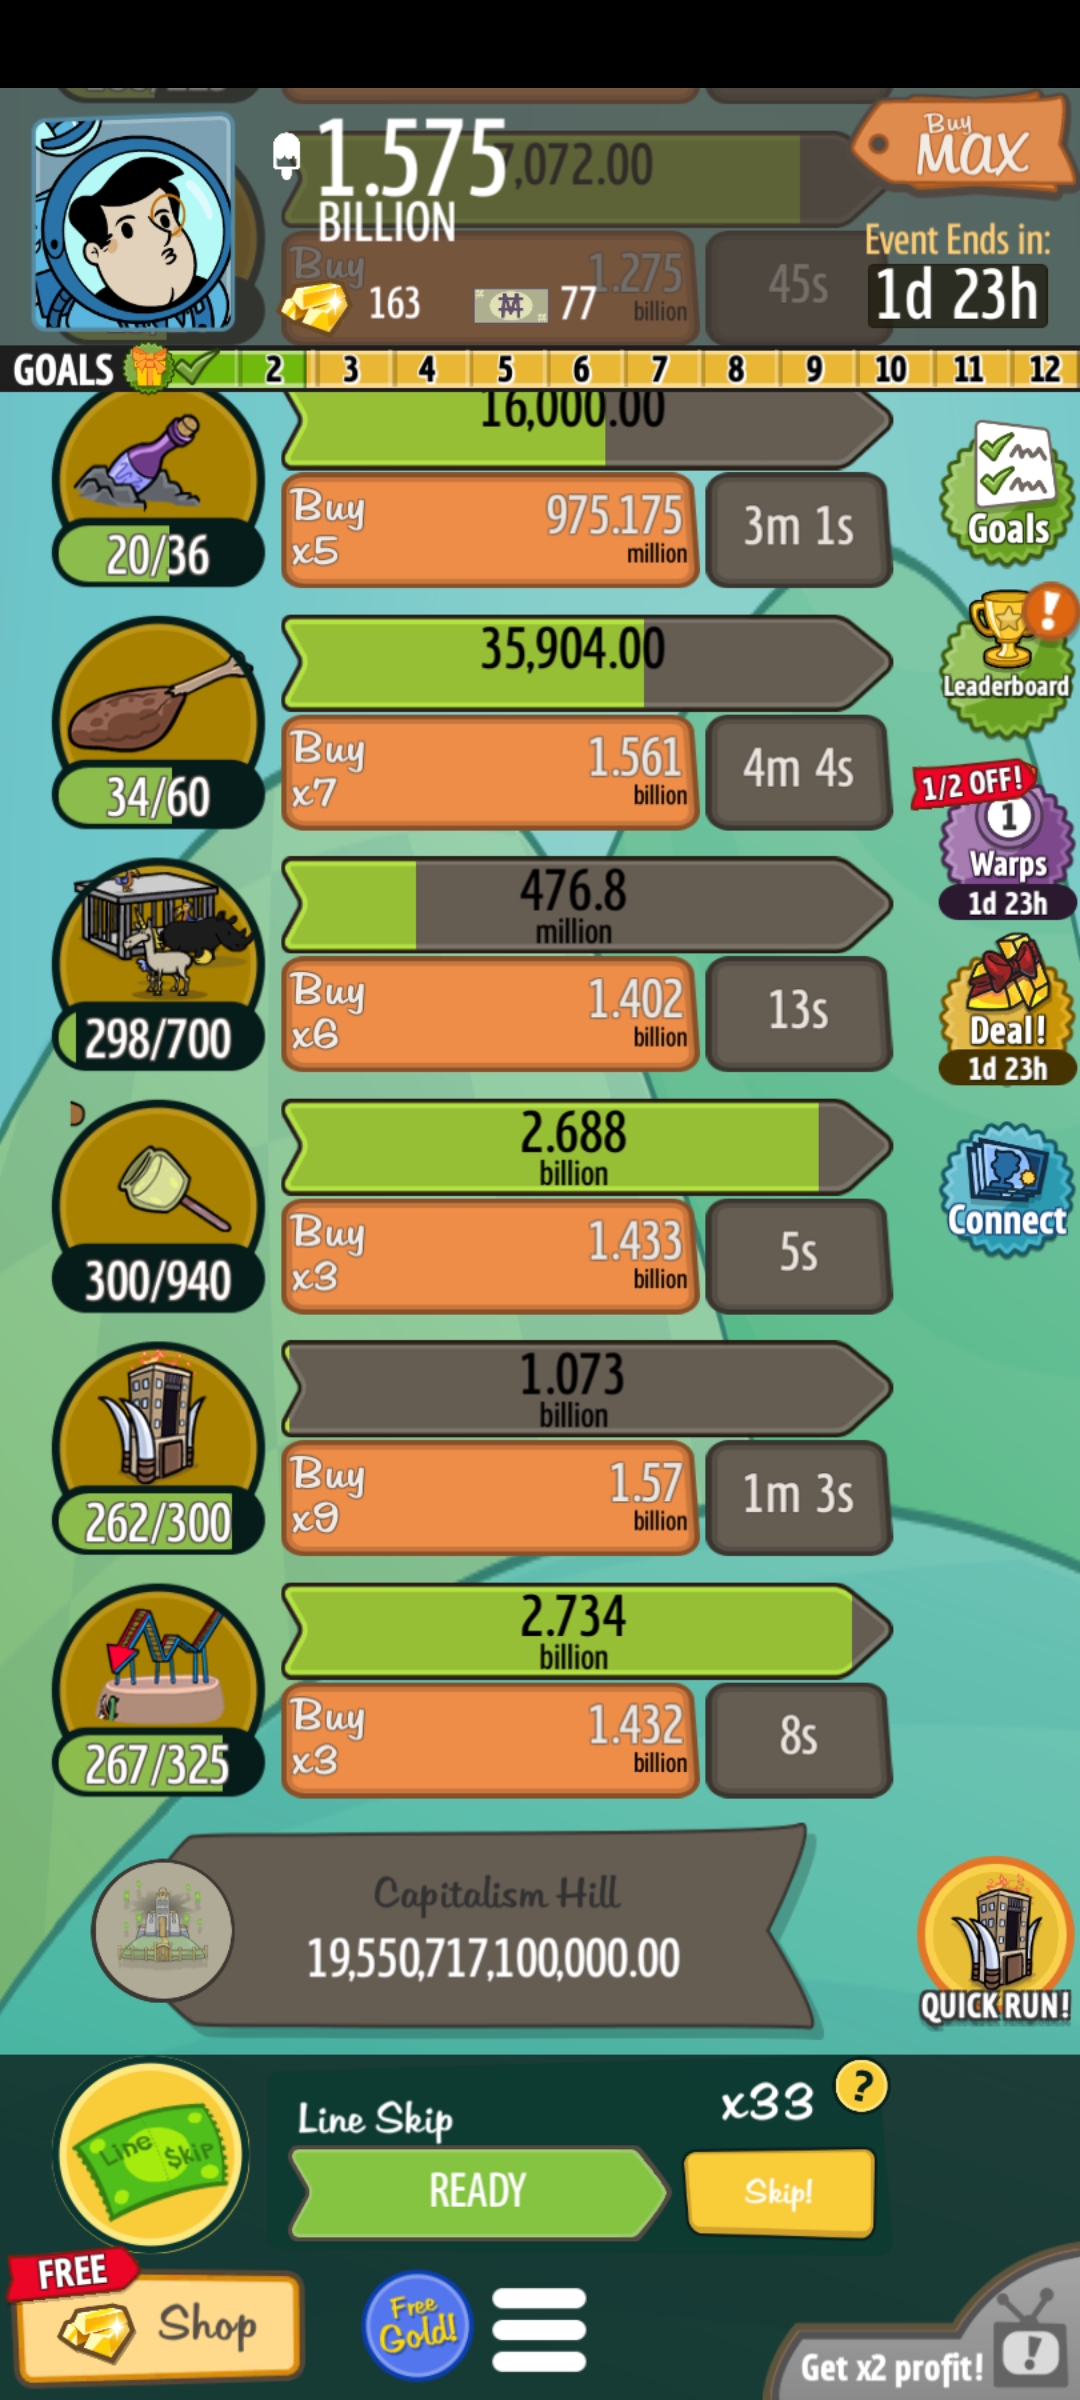 1.575
BILLION
7,072.00
Buy
MAX
Buy
1.275
billion
45s
163
77
Event Ends in:
1d 23h
GOALS
2
3
4
5
6
7
8
9
10
11
12
16,000.00
20/36
Buy
x5
975.175
million
3m 1s
Goals
35,904.00
34/60
Buy
x7
1.561
billion
4m 4s
Leaderboard
1/2 OFF!
1
Warps
1d 23h
476.8
million
298/700
Buy
x6
1.402
billion
13s
Deal!
1d 23h
2.688
billion
300/940
Buy
x3
1.433
billion
5s
Connect
1.073
billion
262/300
Buy
x9
1.57
billion
1m 3s
2.734
billion
267/325
Buy
x3
1.432
billion
8s
Capitalism Hill
19,550,717,100,000.00
QUICK RUN!
Line $kip
Line Skip
x33
?
READY
Skip!
FREE
Shop
Free
Gold!
Get x2 profit!